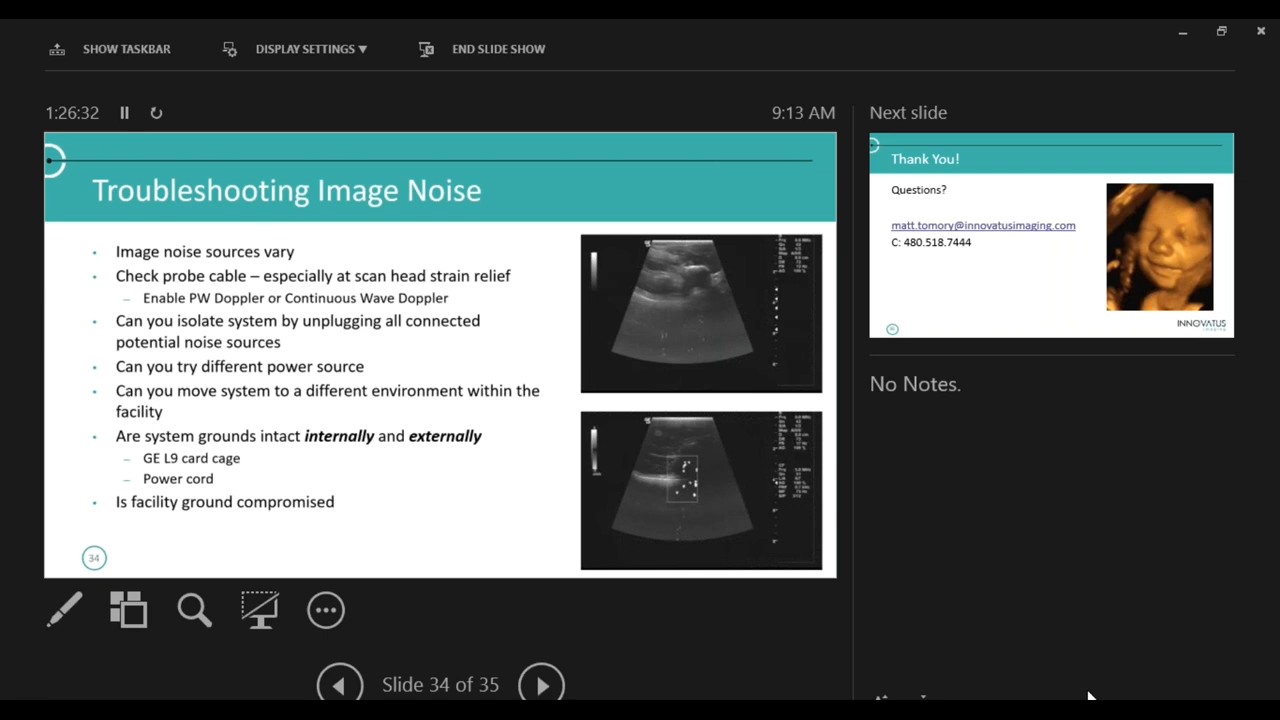 SHOW TASKBAR
DISPLAY SETTINGS ▼
END SLIDE SHOW
1:26:32
9:13 AM
Troubleshooting Image Noise
• Image noise sources vary
• Check probe cable – especially at scan head strain relief
– Enable PW Doppler or Continuous Wave Doppler
• Can you isolate system by unplugging all connected
potential noise sources
• Can you try different power source
• Can you move system to a different environment within the
facility
• Are system grounds intact internally and externally
– GE L9 card cage
– Power cord
• Is facility ground compromised
34
Slide 34 of 35
Next slide
Thank You!
Questions?
matt.tomory@innovatusimaging.com
C: 480.518.7444
INNOVATUS
No Notes.